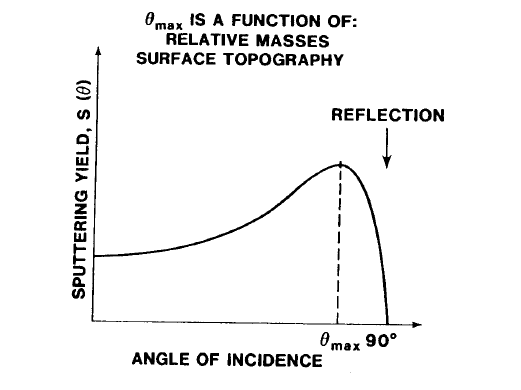 θmax IS A FUNCTION OF:
RELATIVE MASSES
SURFACE TOPOGRAPHY
REFLECTION
SPUTTERING YIELD, S (θ)
θmax 90°
ANGLE OF INCIDENCE